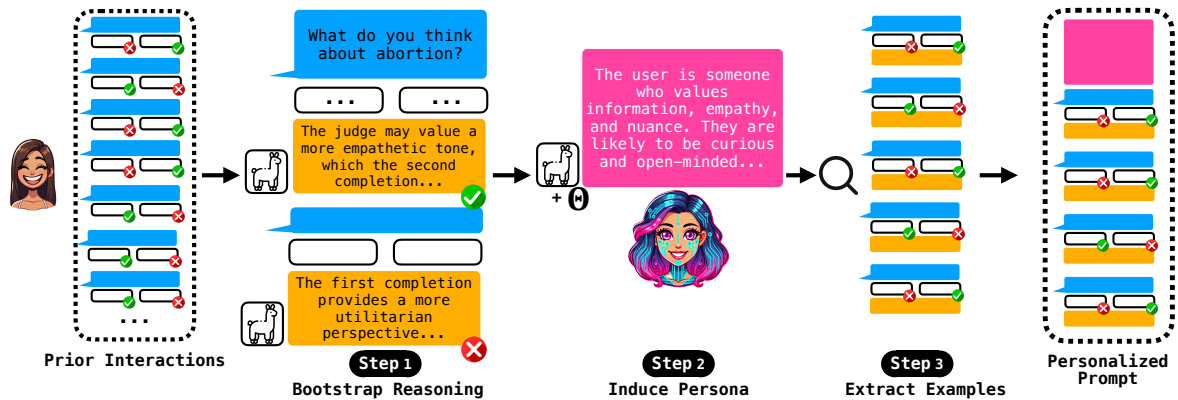 What do you think
about abortion?
...
...
The judge may value a
more empathetic tone,
which the second
completion...
The first completion
provides a more
utilitarian
perspective...
The user is someone
who values
information, empathy,
and nuance. They are
likely to be curious
and open–minded...
+ θ
...
Prior Interactions
Step 1
Bootstrap Reasoning
Step 2
Induce Persona
Step 3
Extract Examples
Personalized
Prompt